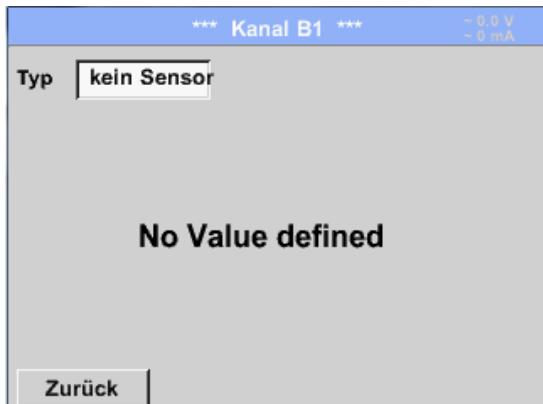 *** Kanal B1 ***
~ 0.0 V
~ 0 mA
Typ kein Sensor
No Value defined
Zurück